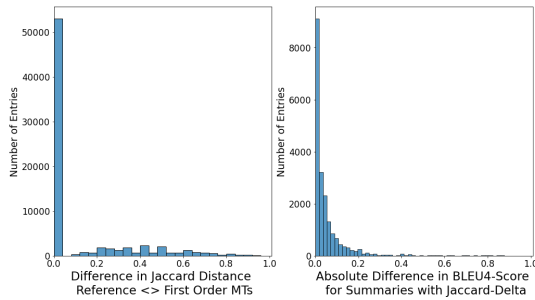 50000
40000
30000
20000
10000
0
Number of Entries
0.0 0.2 0.4 0.6 0.8 1.0
Difference in Jaccard Distance
Reference <> First Order MTs
8000
6000
4000
2000
0
Number of Entries
0.0 0.2 0.4 0.6 0.8 1.0
Absolute Difference in BLEU4-Score
for Summaries with Jaccard-Delta